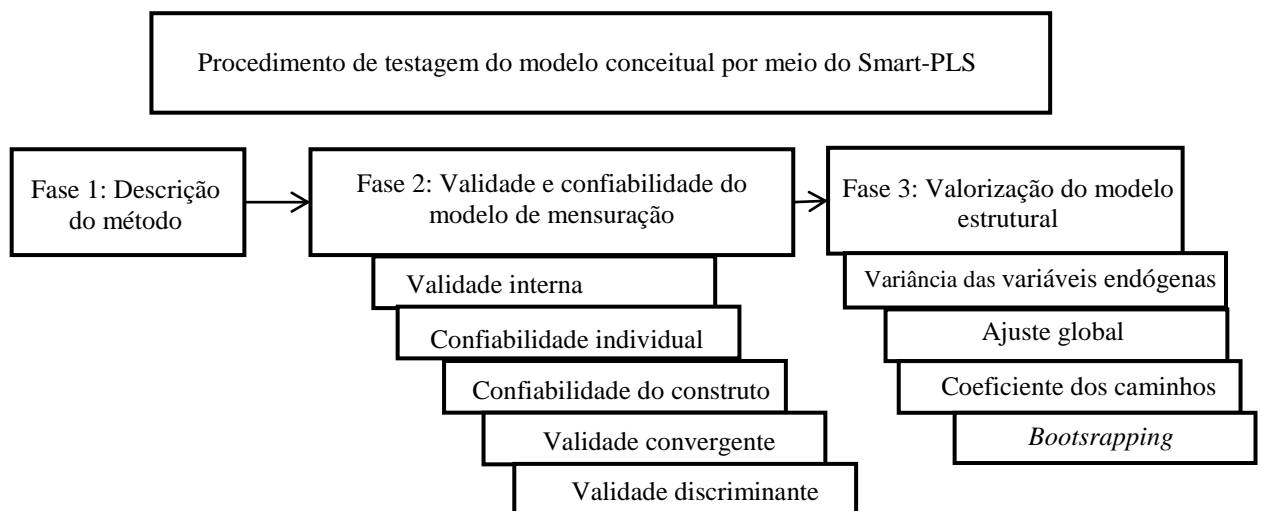 Procedimento de testagem do modelo conceitual por meio do Smart-PLS
Fase 1: Descrição
do método
Fase 2: Validade e confiabilidade do
modelo de mensuração
Validade interna
Confiabilidade individual
Confiabilidade do construto
Validade convergente
Validade discriminante
Fase 3: Valorização do modelo
estrutural
Variância das variáveis endógenas
Ajuste global
Coeficiente dos caminhos
Bootsrapping